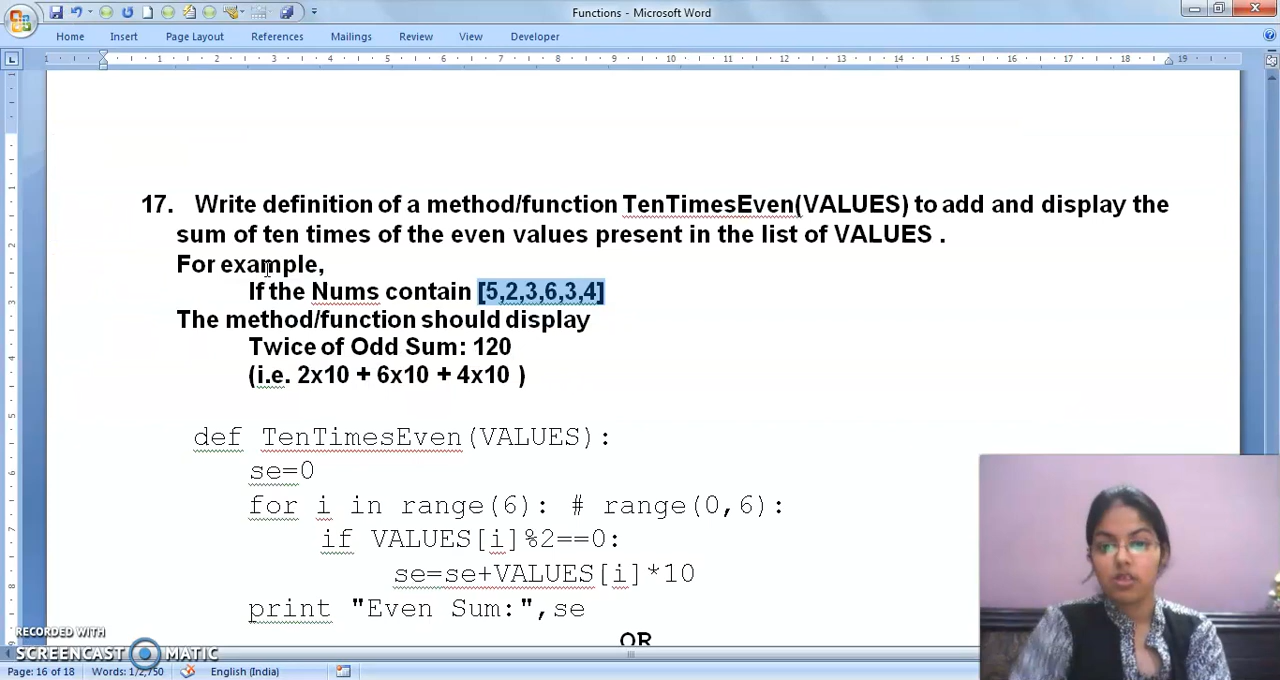 Functions - Microsoft Word
Home Insert Page Layout References Mailings Review View Developer
17. Write definition of a method/function TenTimesEven(VALUES) to add and display the
sum of ten times of the even values present in the list of VALUES .
For example,
If the Nums contain [5,2,3,6,3,4]
The method/function should display
Twice of Odd Sum: 120
(i.e. 2x10 + 6x10 + 4x10 )
def TenTimesEven(VALUES):
se=0
for i in range(6): # range(0,6):
if VALUES[i]%2==0:
se=se+VALUES[i]*10
print "Even Sum:",se
OR
RECORDED WITH
SCREENCAST MATIC
Page: 16 of 18 Words: 1/2,750 English (India)